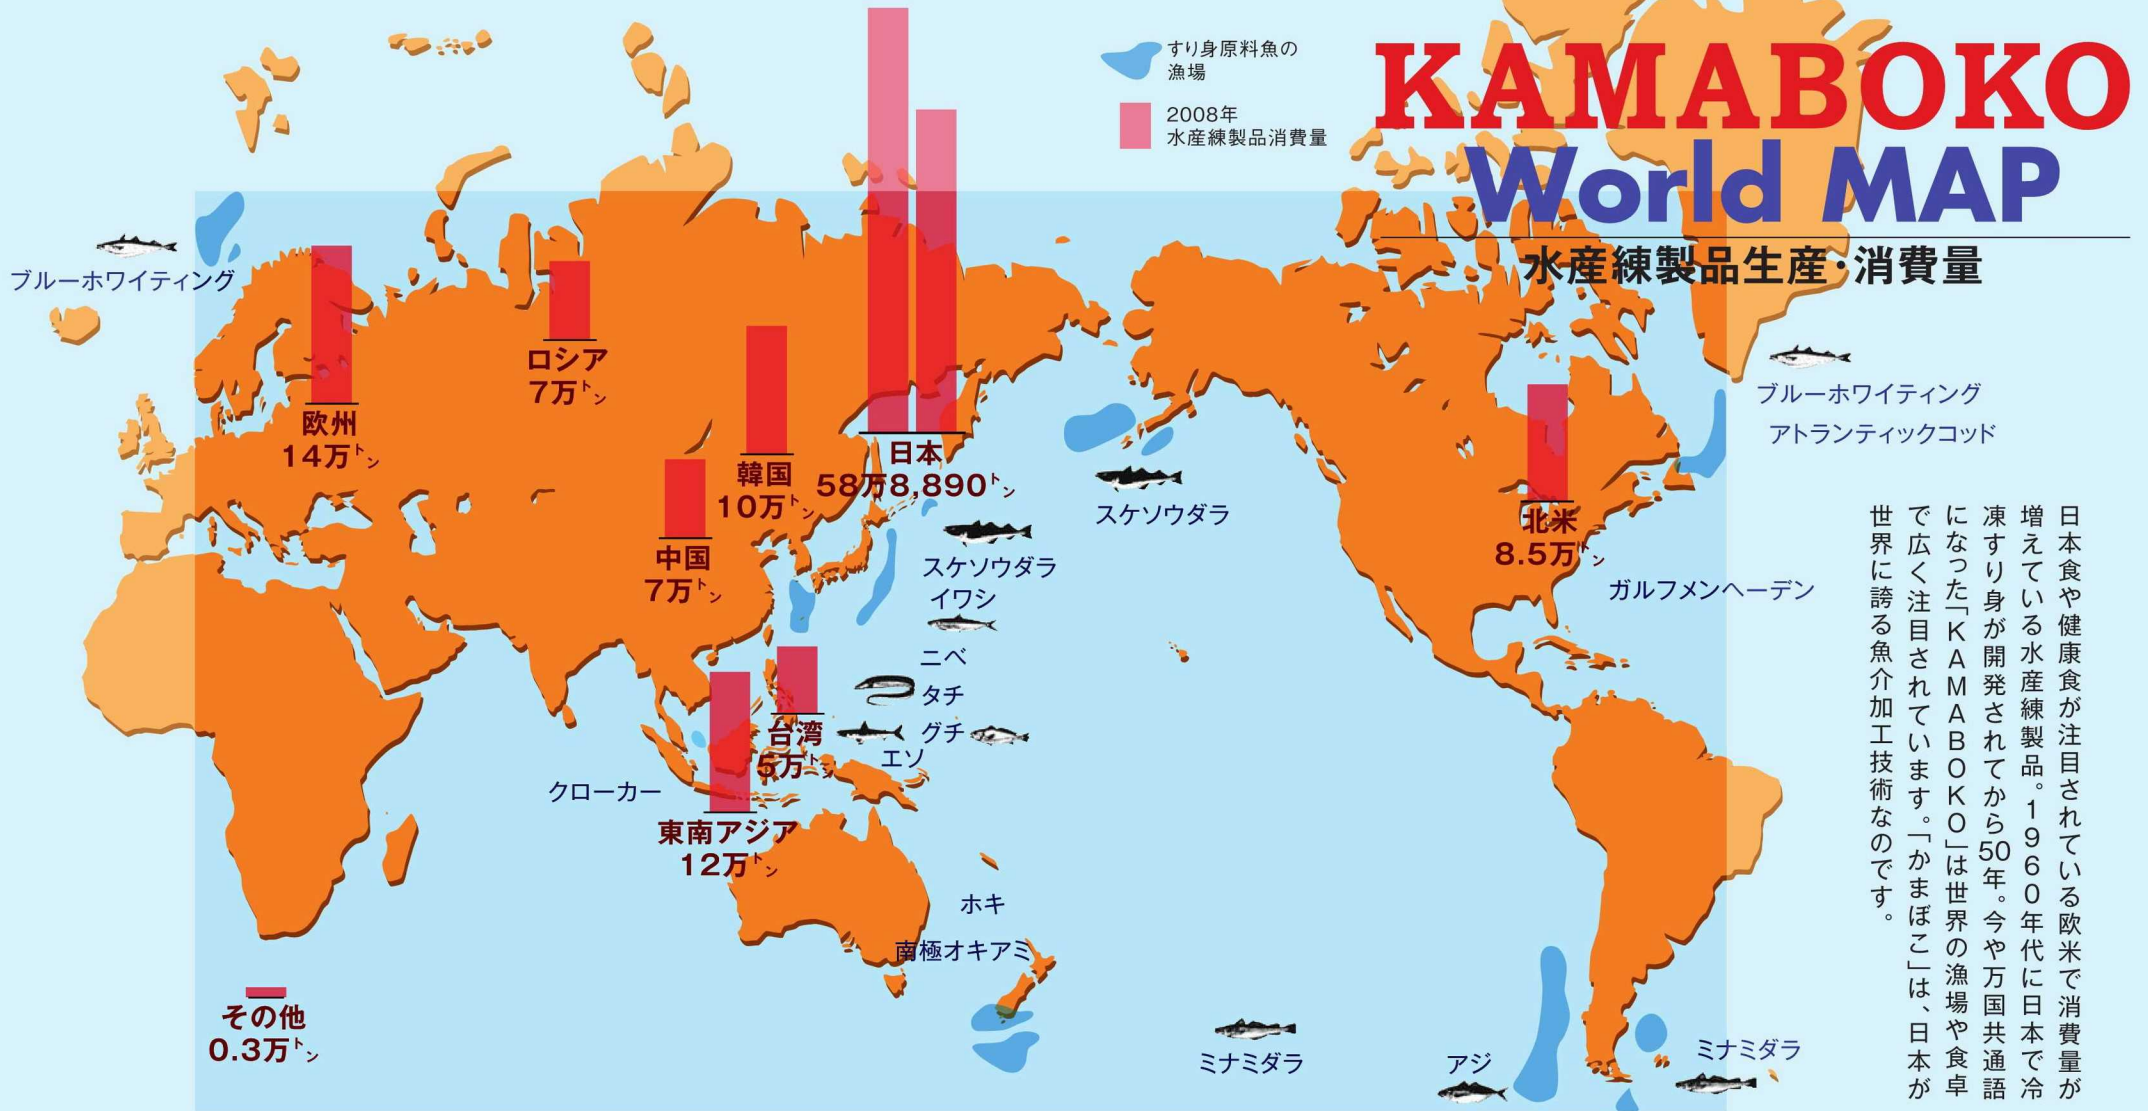 KAMABOKO
World MAP
水産練製品生産･消費量
すり身原料魚の
漁場
2008年
水産練製品消費量
ブルーホワイティング
欧州
14万トン
ロシア
7万トン
韓国
10万トン
日本
58万8,890トン
中国
7万トン
台湾
5万トン
東南アジア
12万トン
その他
0.3万トン
北米
8.5万トン
スケソウダラ
スケソウダラ
イワシ
ニベ
タチ
グチ
エソ
クローカー
ホキ
南極オキアミ
ミナミダラ
アジ
ミナミダラ
ブルーホワイティング
アトランティックコッド
ガルフメンヘーデン
日本食や健康食が注目されている欧米で消費量が
増えている水産練製品。1960年代に日本で冷
凍すり身が開発されてから50年。今や万国共通語
になった「KAMABOKO」は世界の漁場や食卓
で広く注目されています。「かまぼこ」は、日本が
世界に誇る魚介加工技術なのです。